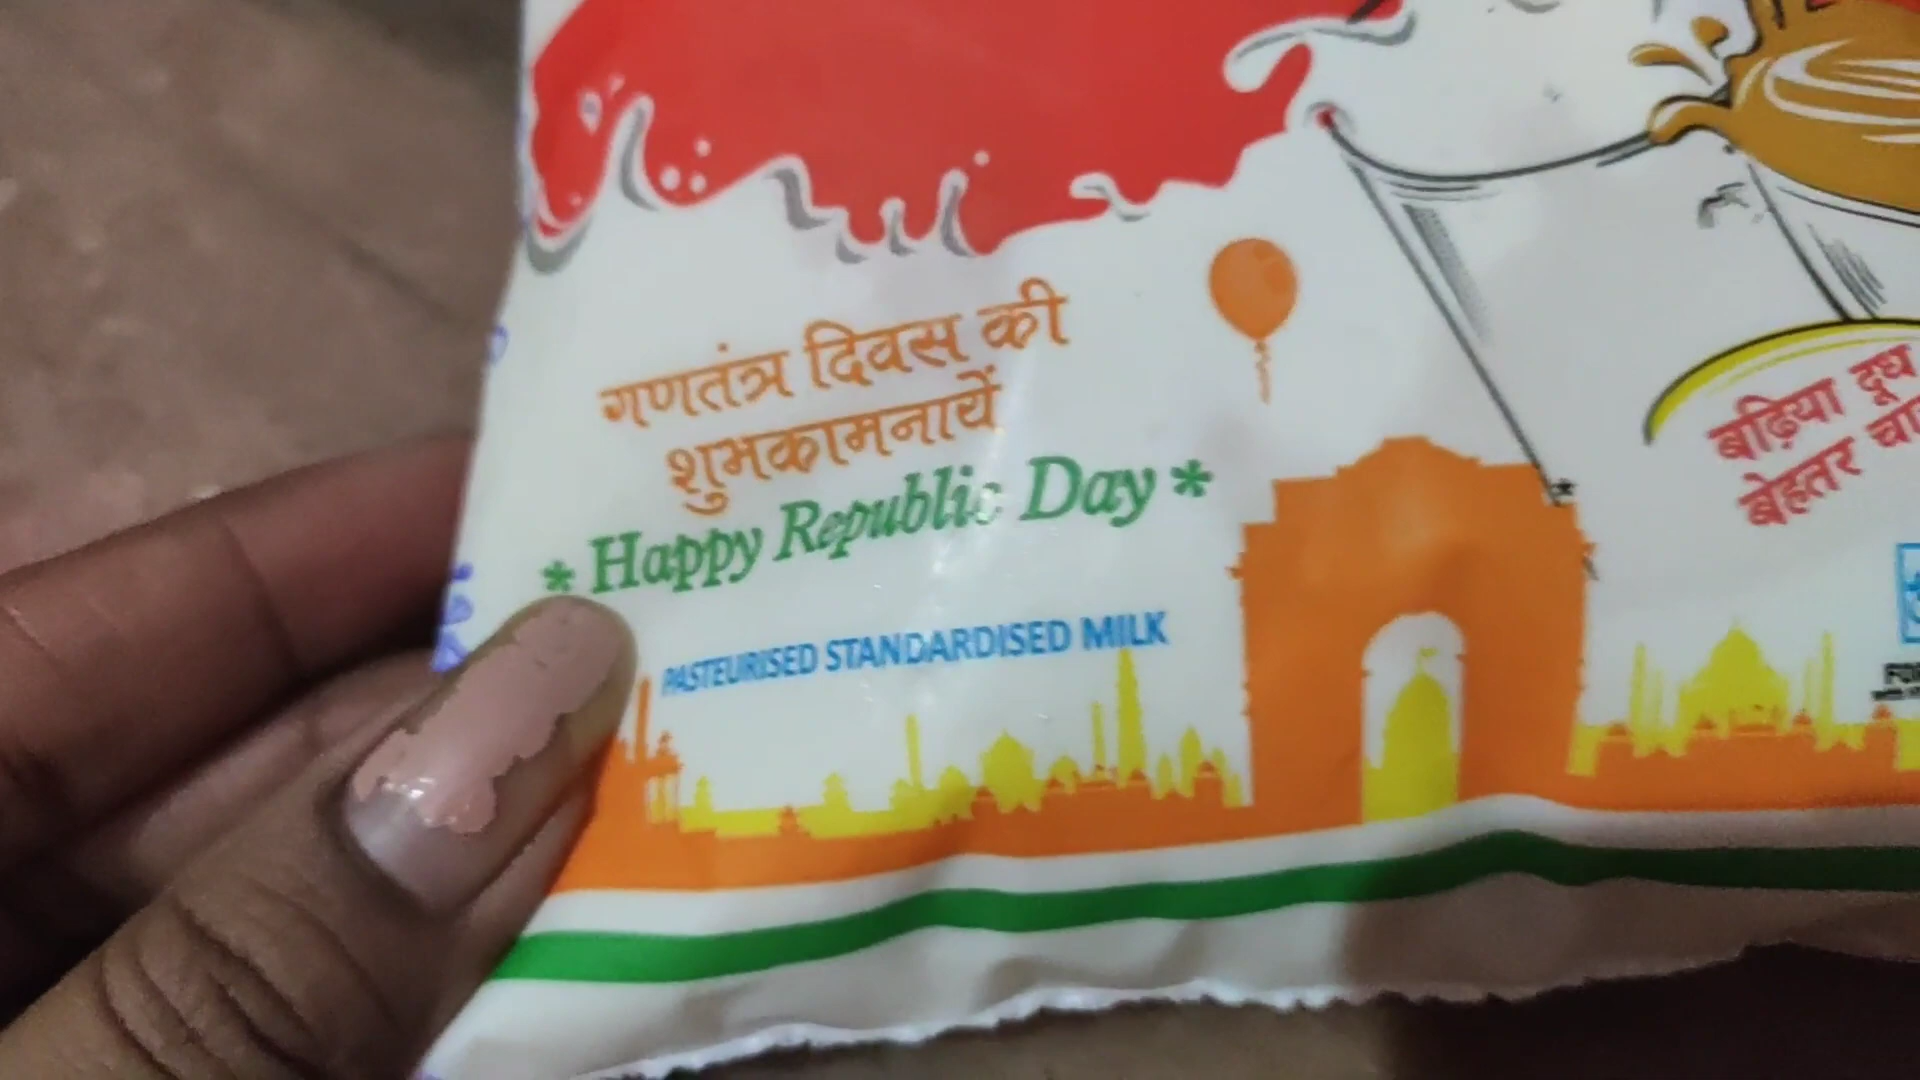 गणतंत्र दिवस की
शुभकामनायें
* Happy Republic Day *
PASTEURISED STANDARDISED MILK
बढ़िया दूध
बेहतर